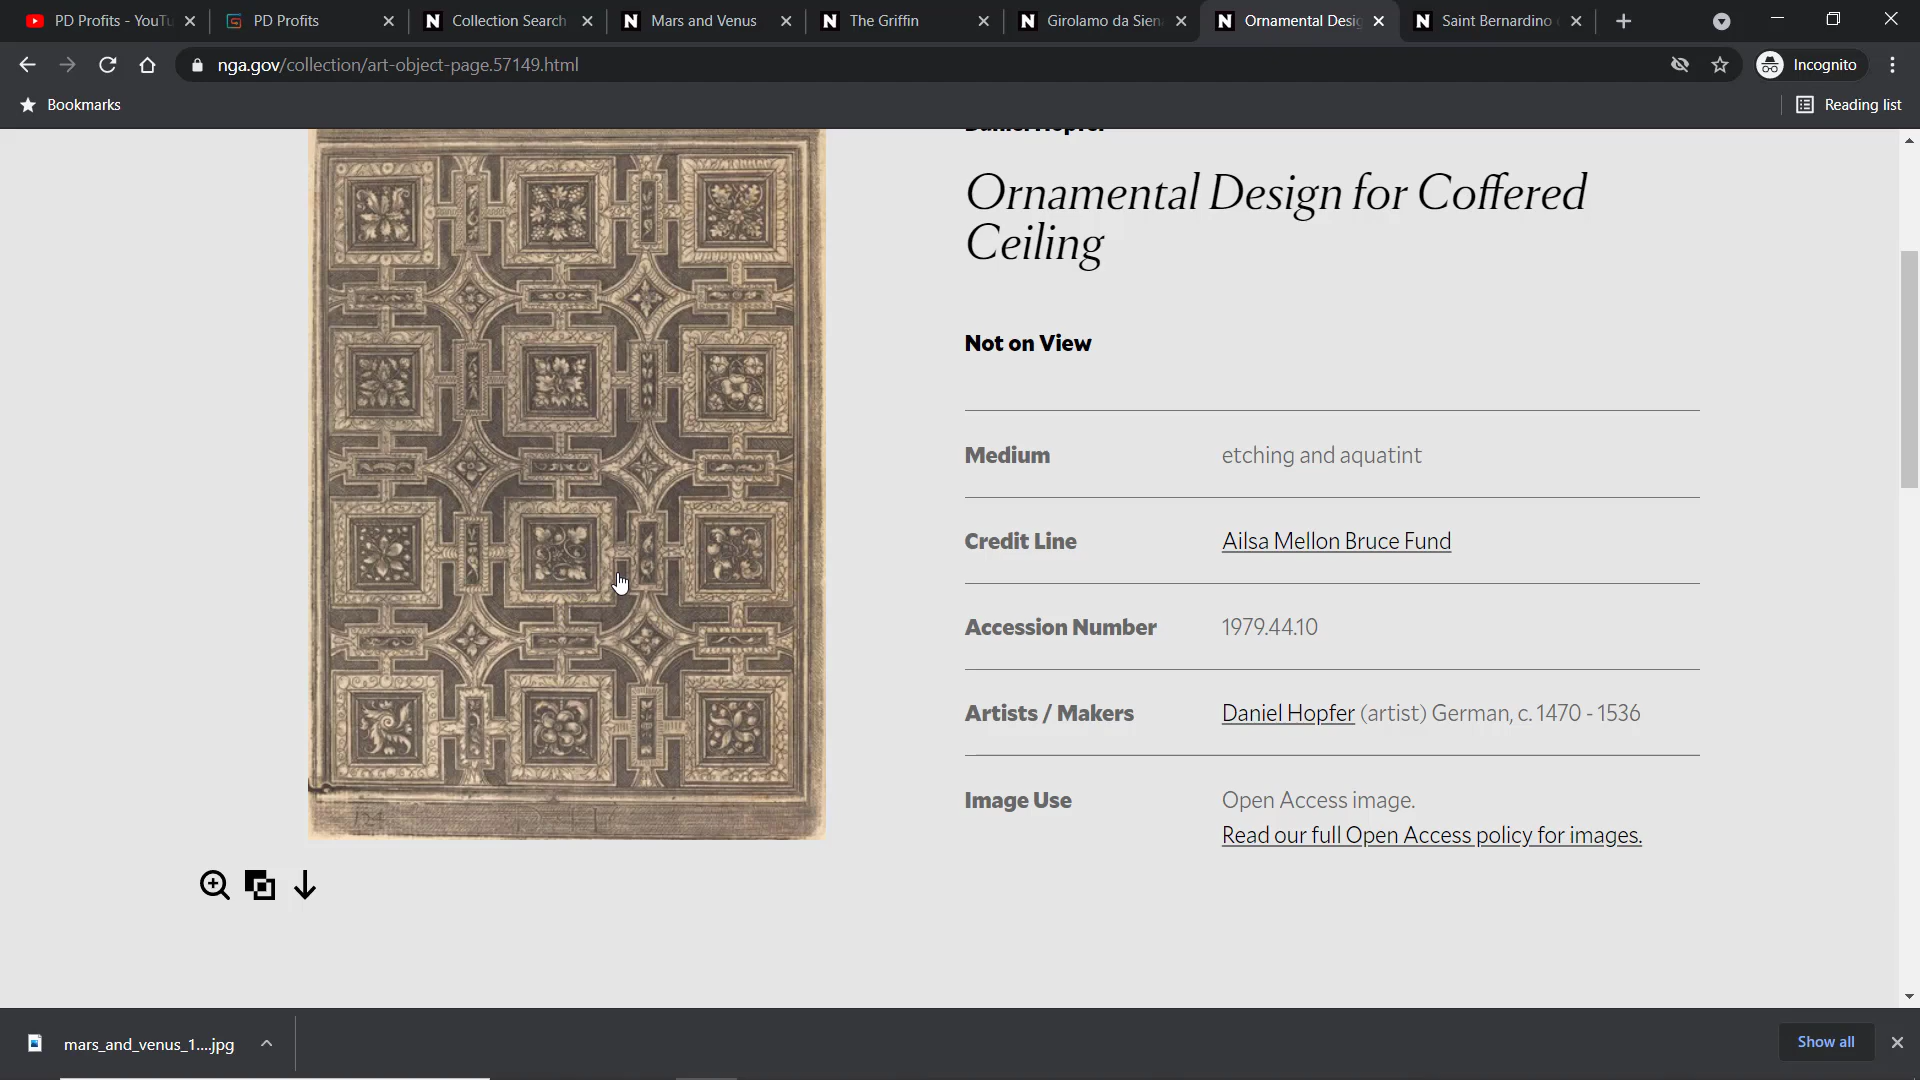 PD Profits - YouTu
PD Profits
Collection Search
Mars and Venus
The Griffin
Girolamo da Sien
Ornamental Desig
Saint Bernardino
nga.gov/collection/art-object-page.57149.html
Incognito
Bookmarks
Reading list
Daniel Hopfer
Ornamental Design for Coffered
Ceiling
Not on View
Medium etching and aquatint
Credit Line Ailsa Mellon Bruce Fund
Accession Number 1979.44.10
Artists / Makers Daniel Hopfer (artist) German, c. 1470 - 1536
Image Use Open Access image.
Read our full Open Access policy for images.
mars_and_venus_1....jpg
Show all